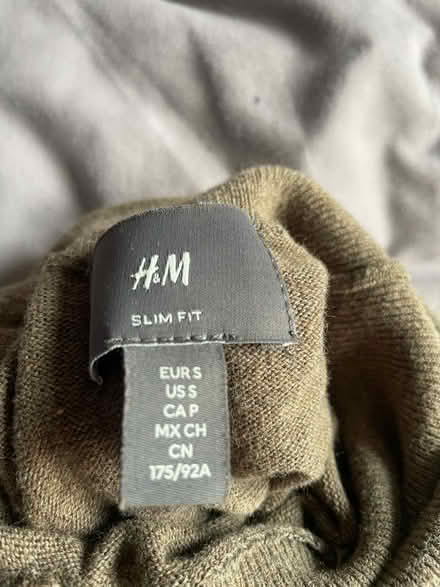 H&M
SLIM FIT
EUR S
US S
CA P
MX CH
CN
175/92A